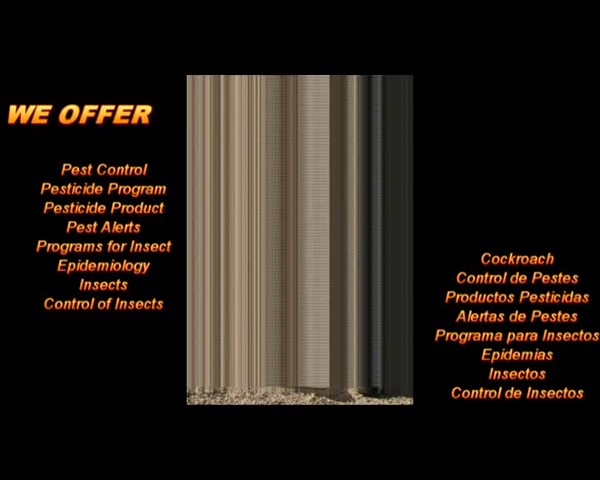 WE OFFER
Pest Control
Pesticide Program
Pesticide Product
Pest Alerts
Programs for Insect
Epidemiology
Insects
Control of Insects
Cockroach
Control de Pestes
Productos Pesticidas
Alertas de Pestes
Programa para Insectos
Epidemias
Insectos
Control de Insectos